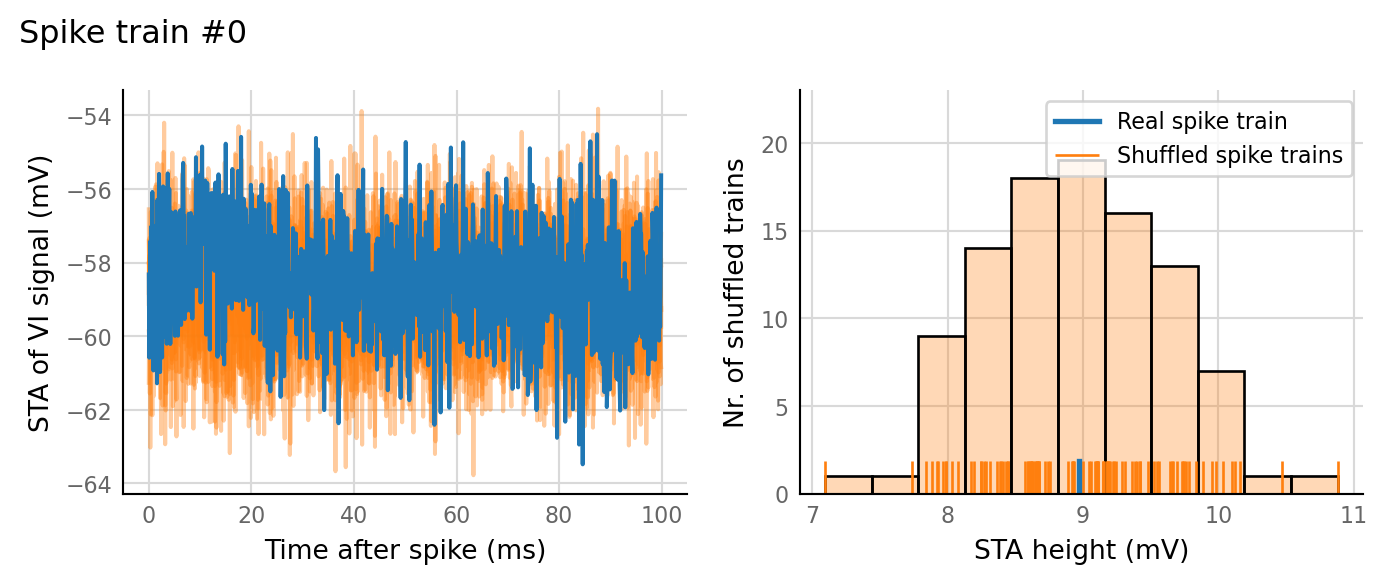 Spike train #0
STA of VI signal (mV)
−54
−56
−58
−60
−62
−64
0 20 40 60 80 100
Time after spike (ms)
Nr. of shuffled trains
20
15
10
5
0
7 8 9 10 11
STA height (mV)
Real spike train
Shuffled spike trains